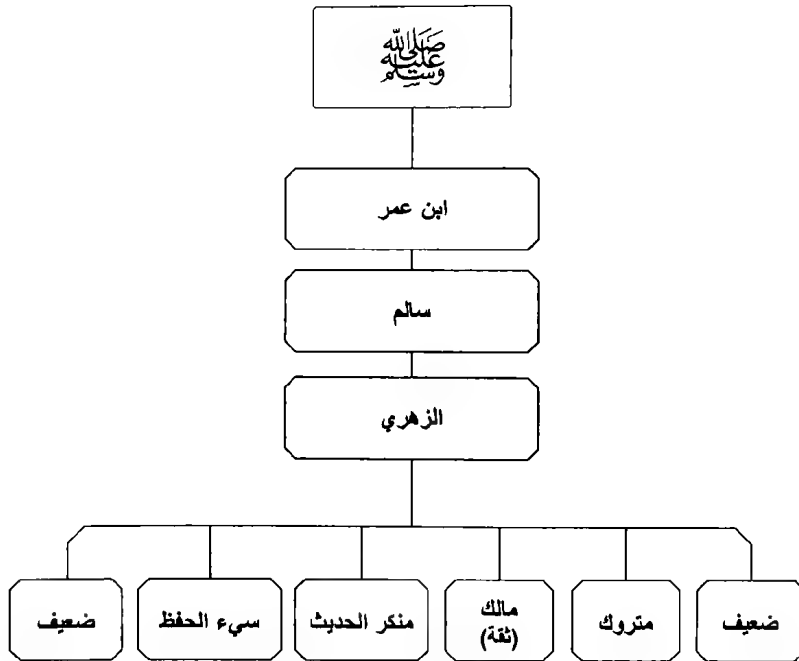 صلى الله
عليه
وسلم
ابن عمر
سالم
الزهري
ضعيف
متروك
مالك
(ثقة)
منكر الحديث
سيء الحفظ
ضعيف